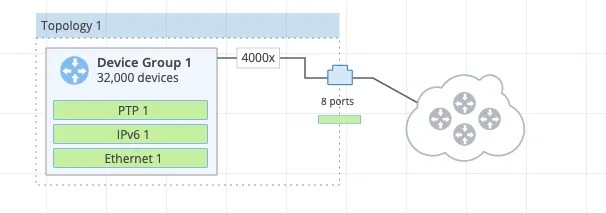 Topology 1
Device Group 1
32,000 devices
4000x
PTP 1
IPv6 1
Ethernet 1
8 ports